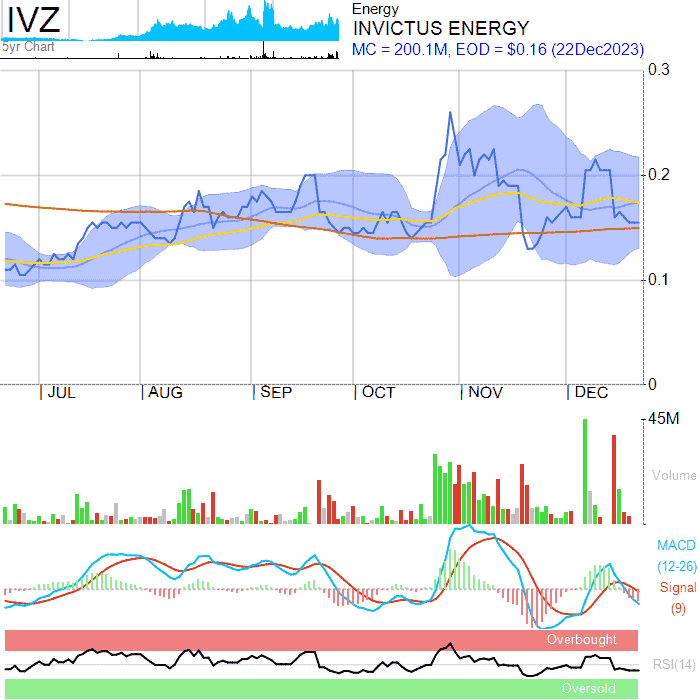 IVZ
5yr Chart
Energy
INVICTUS ENERGY
MC = 200.1M, EOD = $0.16 (22Dec2023)
0.3
0.2
0.1
0
JUL AUG SEP OCT NOV DEC
45M
Volume
MACD
(12-26)
Signal
(9)
Overbought
RSI(14)
Oversold